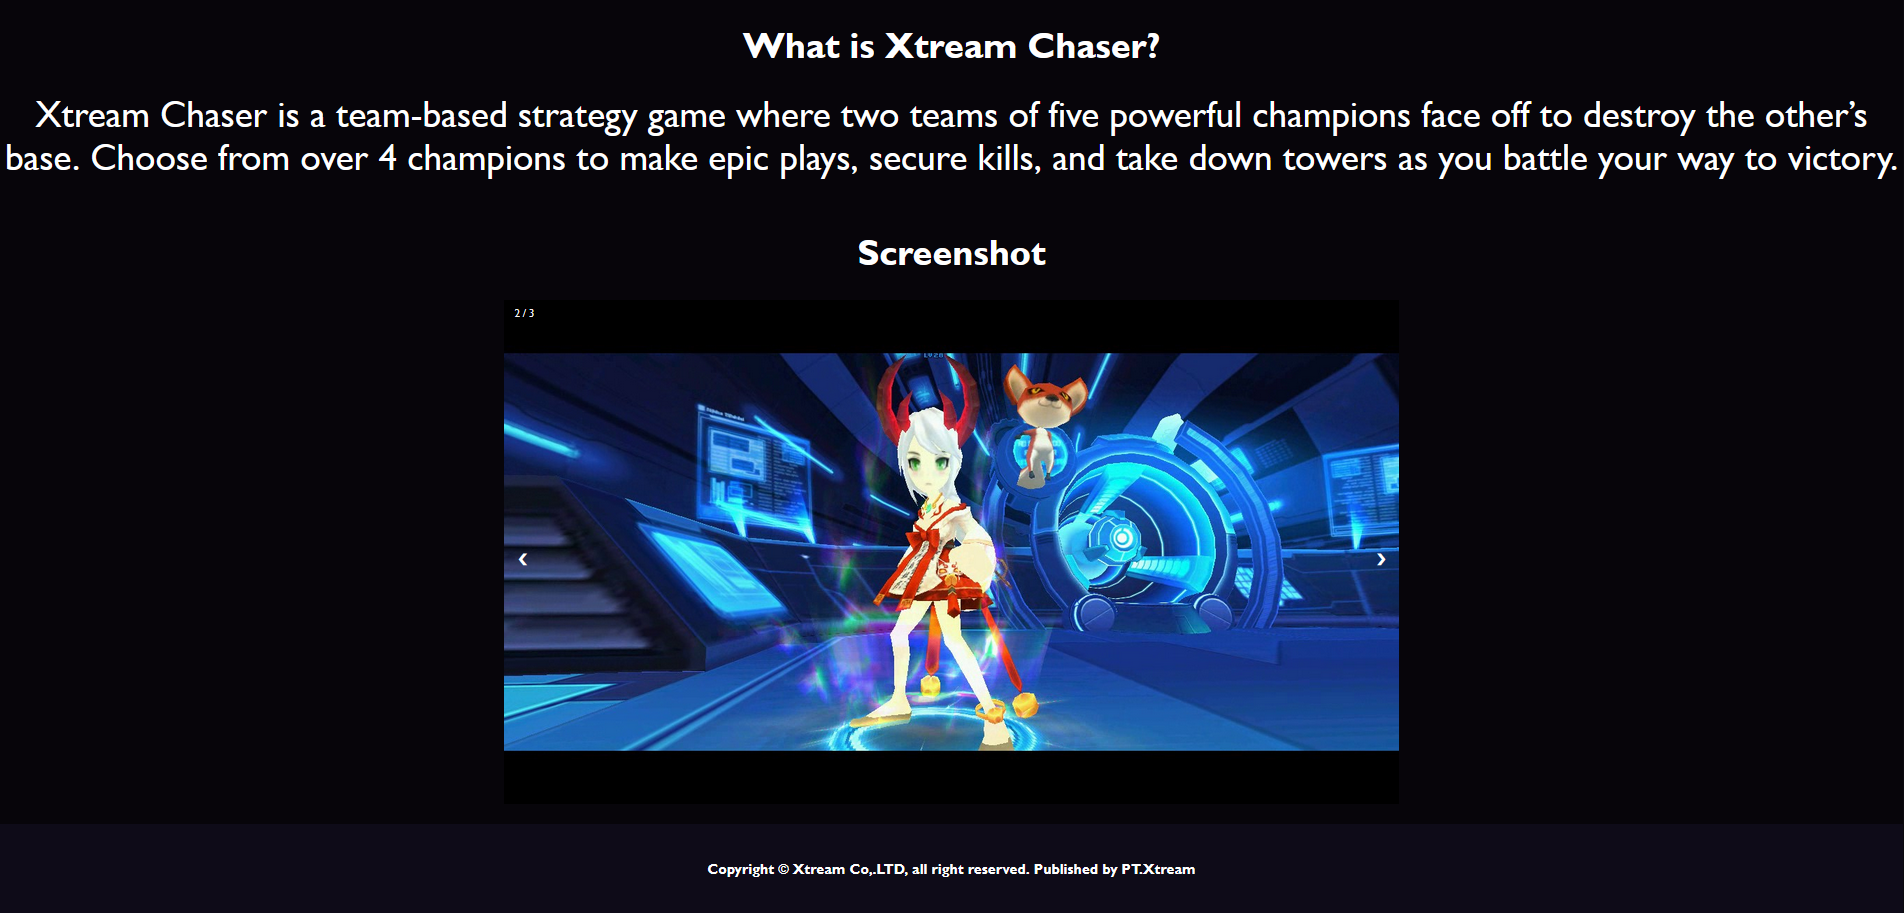 What is Xtream Chaser?
Xtream Chaser is a team-based strategy game where two teams of five powerful champions face off to destroy the other’s
base. Choose from over 4 champions to make epic plays, secure kills, and take down towers as you battle your way to victory.
Screenshot
2 / 3
❮
❯
Copyright © Xtream Co,.LTD, all right reserved. Published by PT.Xtream